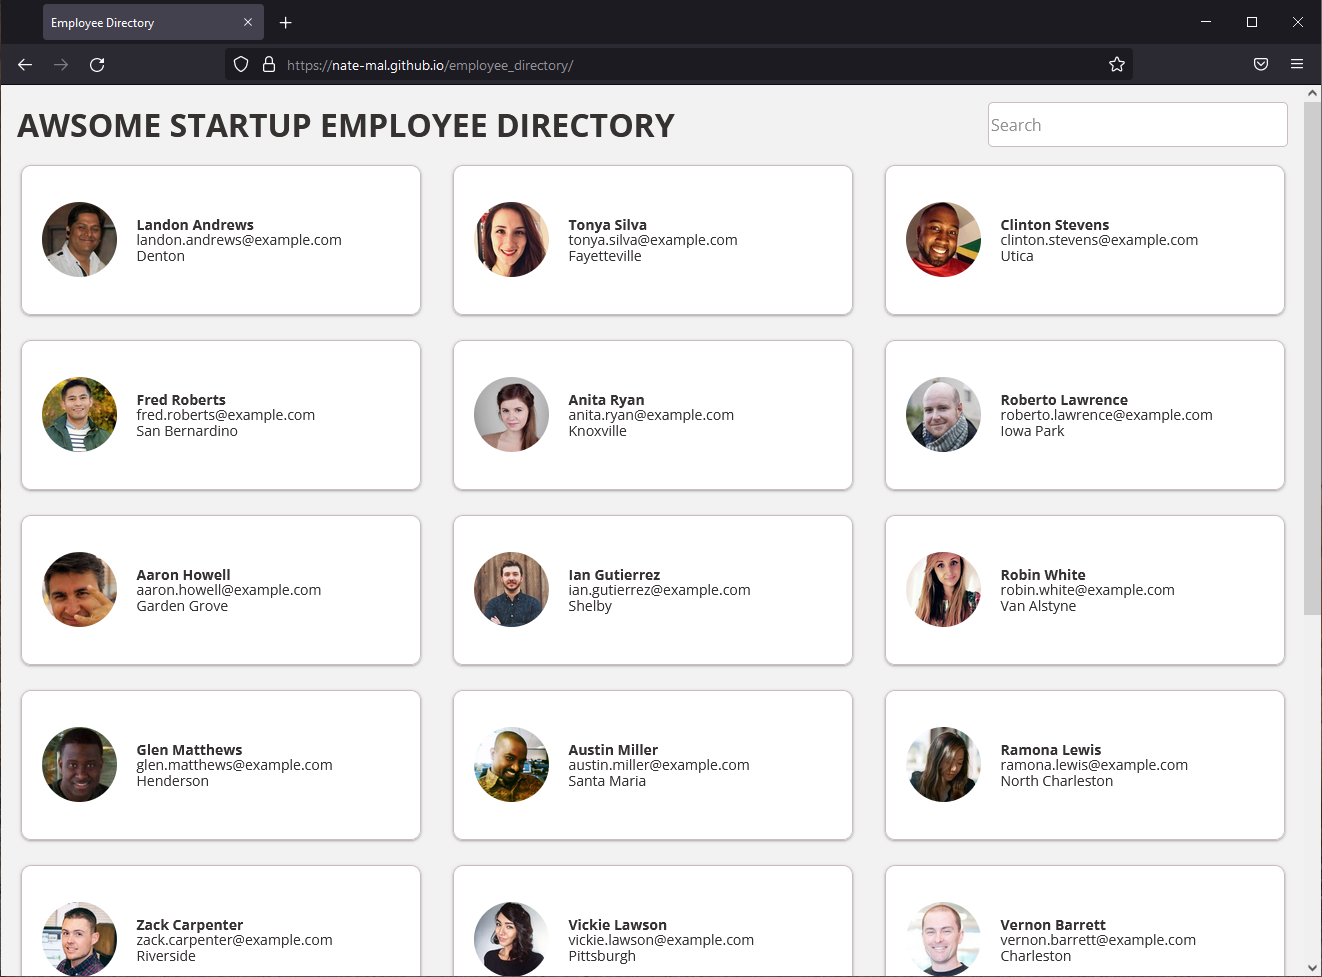 Employee Directory
https://nate-mal.github.io/employee_directory/
AWSOME STARTUP EMPLOYEE DIRECTORY
Search
Landon Andrews
landon.andrews@example.com
Denton
Tonya Silva
tonya.silva@example.com
Fayetteville
Clinton Stevens
clinton.stevens@example.com
Utica
Fred Roberts
fred.roberts@example.com
San Bernardino
Anita Ryan
anita.ryan@example.com
Knoxville
Roberto Lawrence
roberto.lawrence@example.com
Iowa Park
Aaron Howell
aaron.howell@example.com
Garden Grove
Ian Gutierrez
ian.gutierrez@example.com
Shelby
Robin White
robin.white@example.com
Van Alstyne
Glen Matthews
glen.matthews@example.com
Henderson
Austin Miller
austin.miller@example.com
Santa Maria
Ramona Lewis
ramona.lewis@example.com
North Charleston
Zack Carpenter
zack.carpenter@example.com
Riverside
Vickie Lawson
vickie.lawson@example.com
Pittsburgh
Vernon Barrett
vernon.barrett@example.com
Charleston